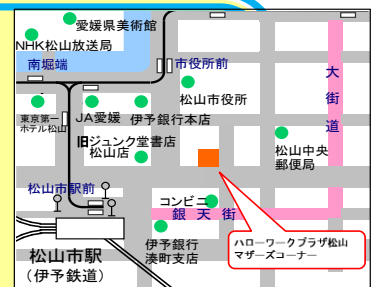 愛媛県美術館
NHK松山放送局
南堀端
市役所前
大街道
松山市役所
東京第一
ホテル松山
JA愛媛
伊予銀行本店
旧ジュンク堂書店
松山店
松山中央
郵便局
松山市駅前
コンビニ
銀天街
松山市駅
(伊予鉄道)
伊予銀行
湊町支店
ハローワークプラザ松山
マザーズコーナー